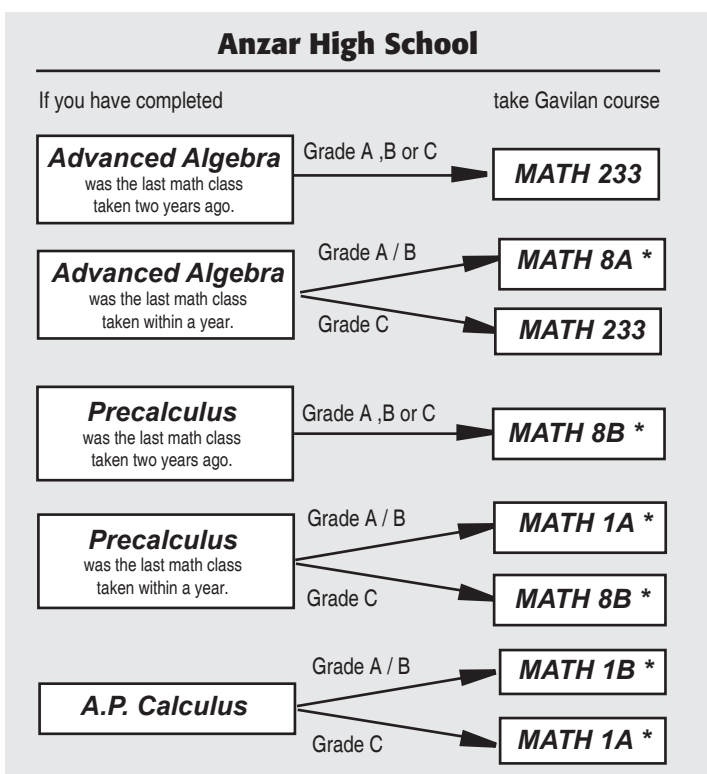 Anzar High School
If you have completed
take Gavilan course
Advanced Algebra
was the last math class
taken two years ago.
Grade A ,B or C
MATH 233
Advanced Algebra
was the last math class
taken within a year.
Grade A / B
MATH 8A *
Grade C
MATH 233
Precalculus
was the last math class
taken two years ago.
Grade A ,B or C
MATH 8B *
Precalculus
was the last math class
taken within a year.
Grade A / B
MATH 1A *
Grade C
MATH 8B *
A.P. Calculus
Grade A / B
MATH 1B *
Grade C
MATH 1A *